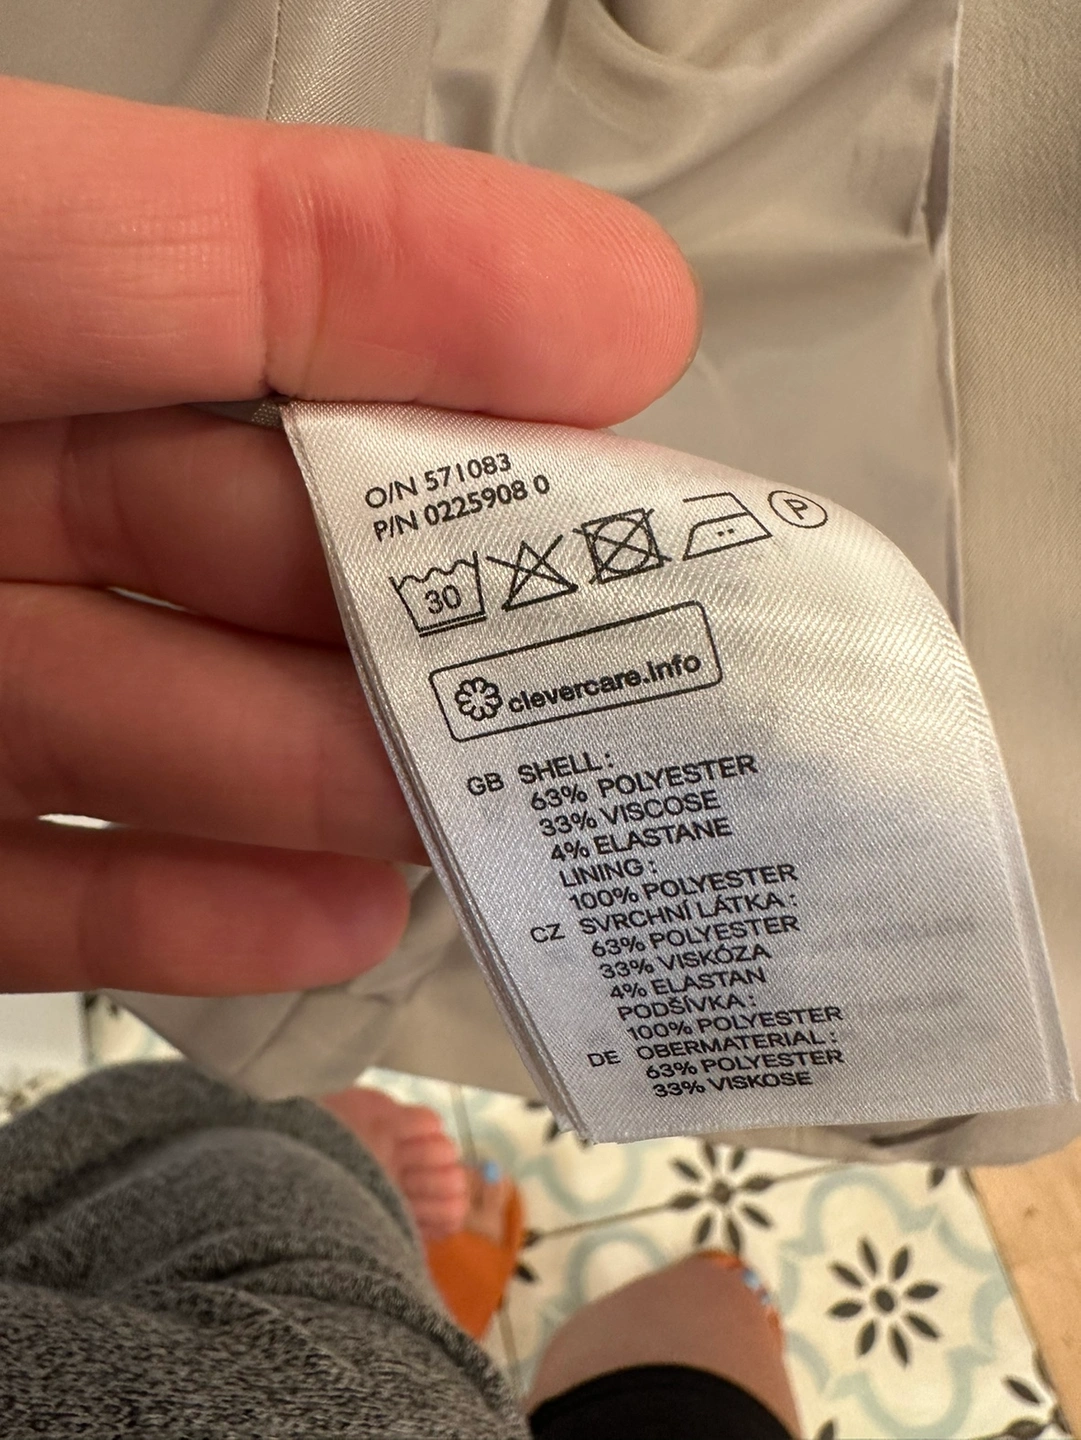 O/N 571083
P/N 0225908 0
30
P
clevercare.info
GB SHELL:
63% POLYESTER
33% VISCOSE
4% ELASTANE
LINING:
100% POLYESTER
CZ SVRCHNÍ LÁTKA:
63% POLYESTER
33% VISKÓZA
4% ELASTAN
PODŠÍVKA:
100% POLYESTER
DE OBERMATERIAL:
63% POLYESTER
33% VISKOSE